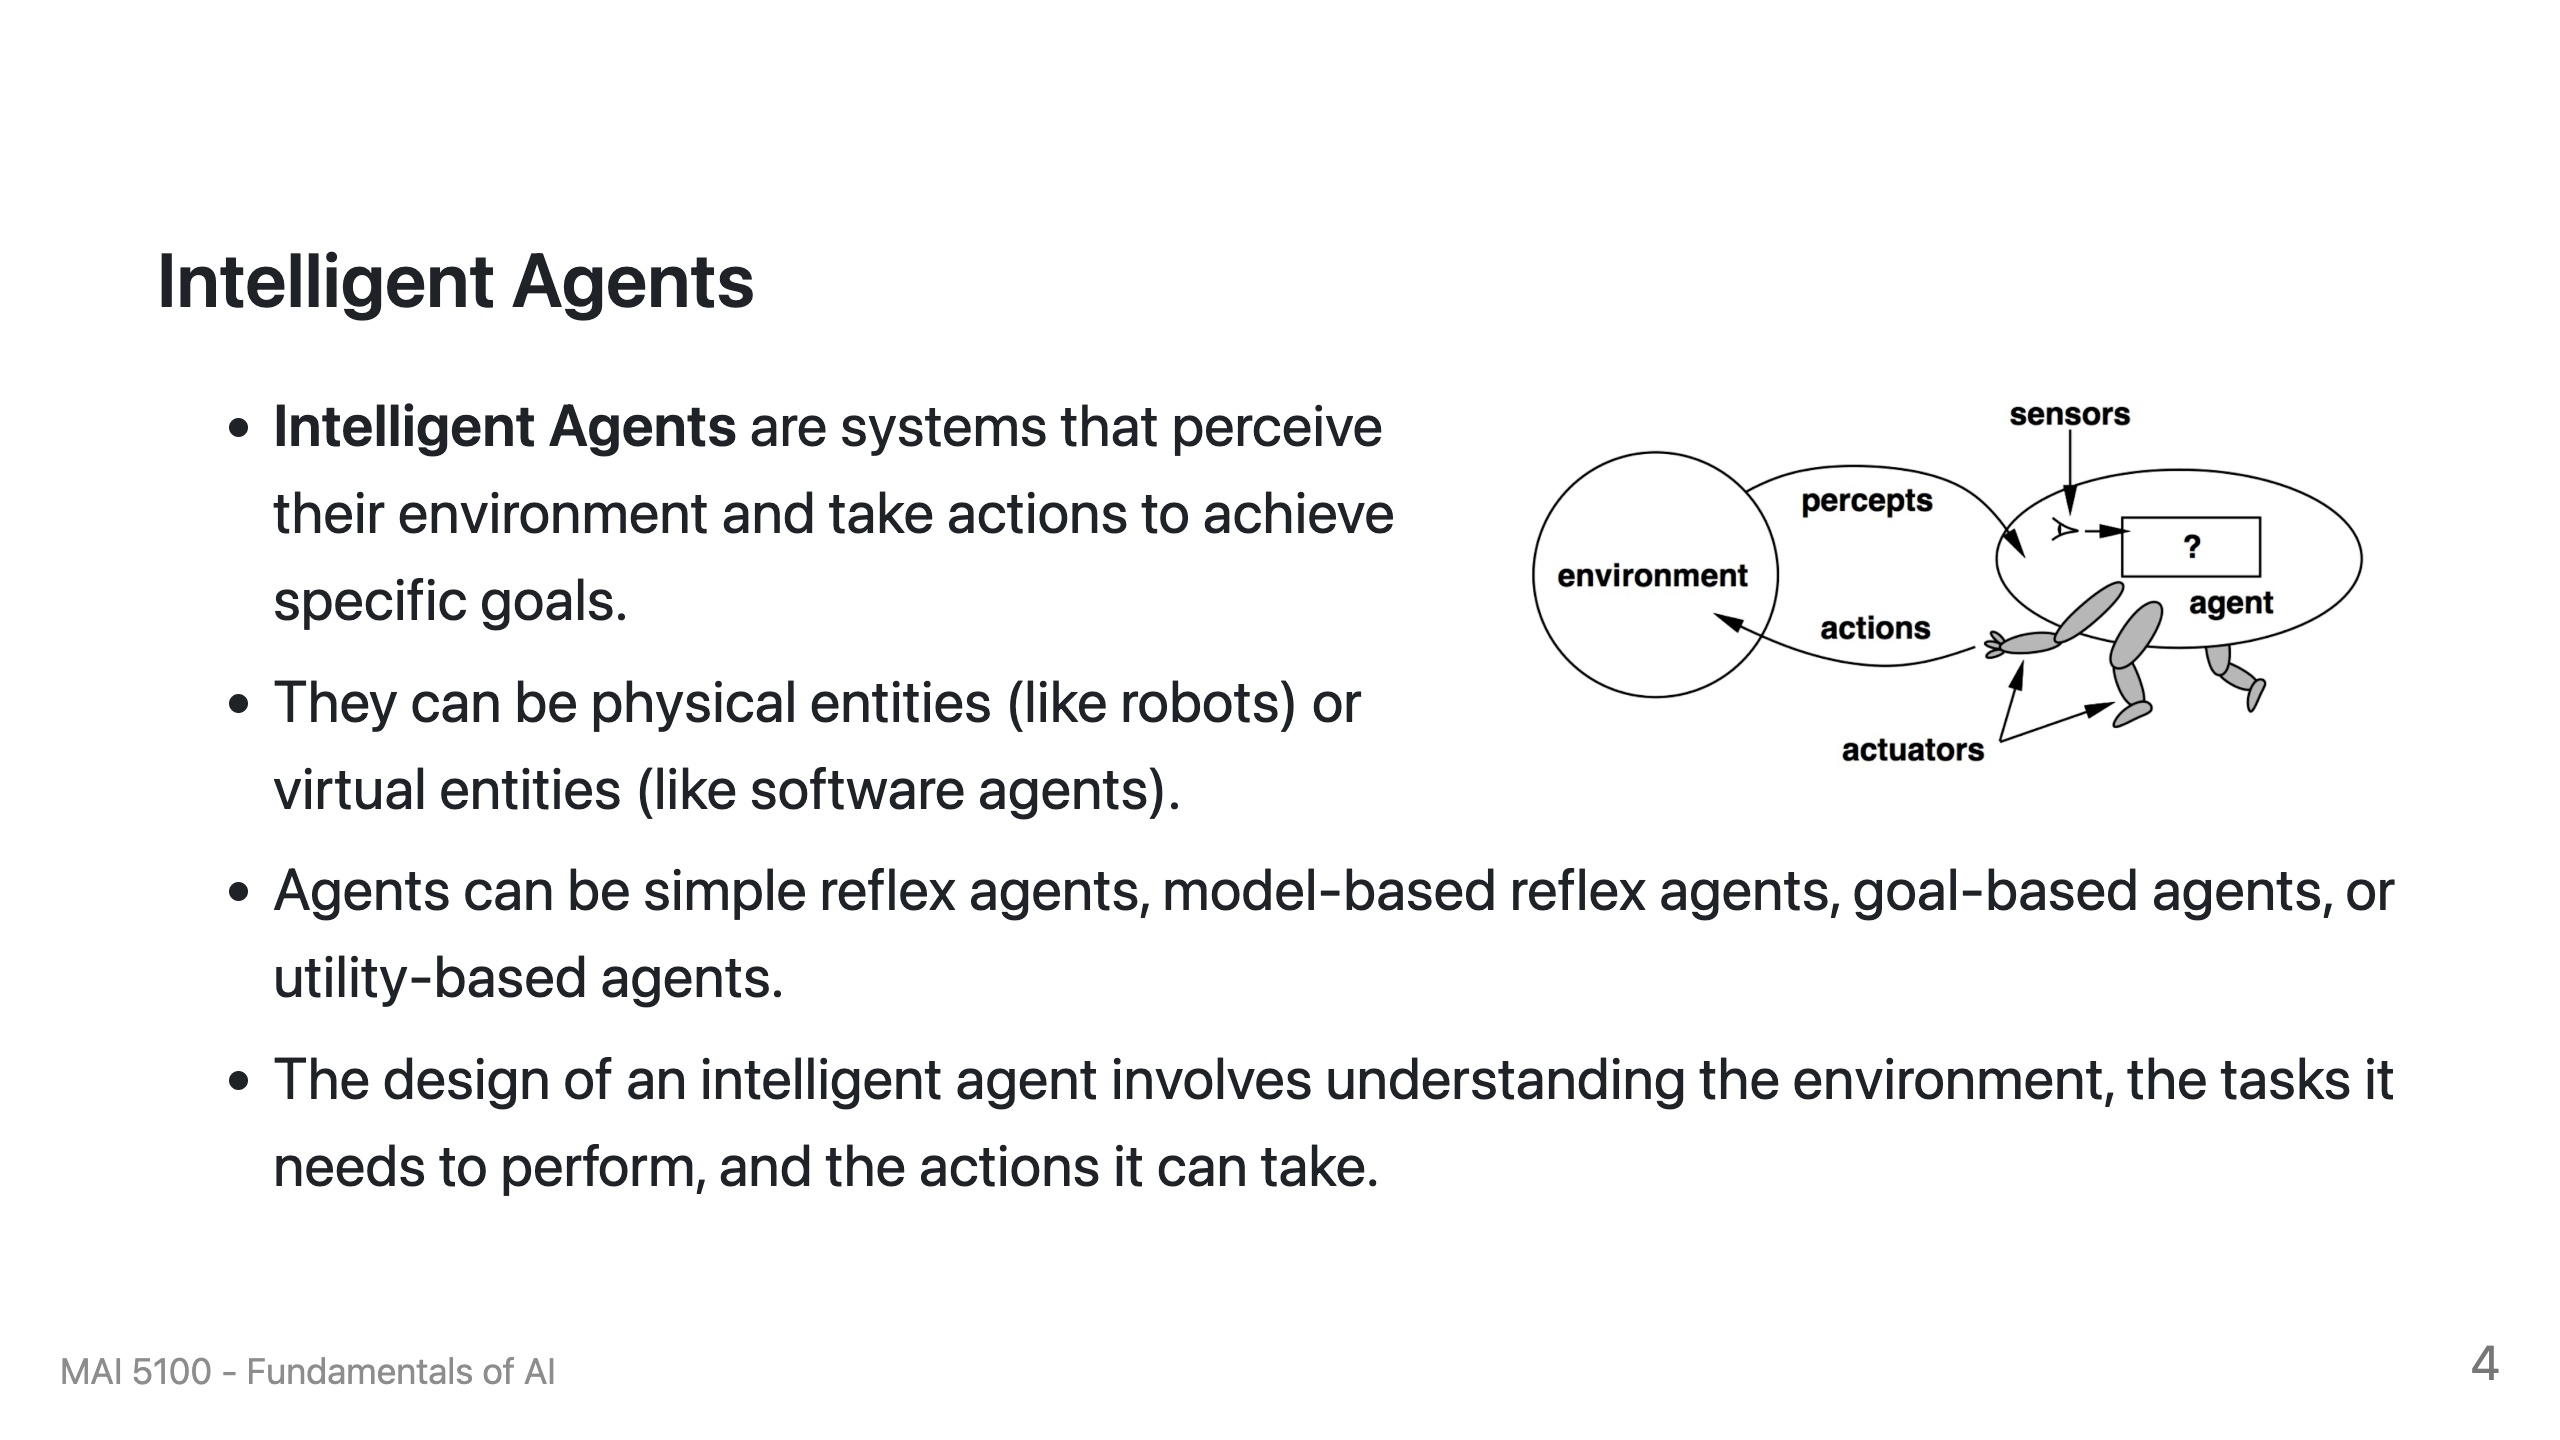 Intelligent Agents
• Intelligent Agents are systems that perceive
their environment and take actions to achieve
specific goals.
• They can be physical entities (like robots) or
virtual entities (like software agents).
sensors
percepts
?
environment
agent
actions
actuators
• Agents can be simple reflex agents, model-based reflex agents, goal-based agents, or
utility-based agents.
• The design of an intelligent agent involves understanding the environment, the tasks it
needs to perform, and the actions it can take.
MAI 5100 - Fundamentals of AI
4